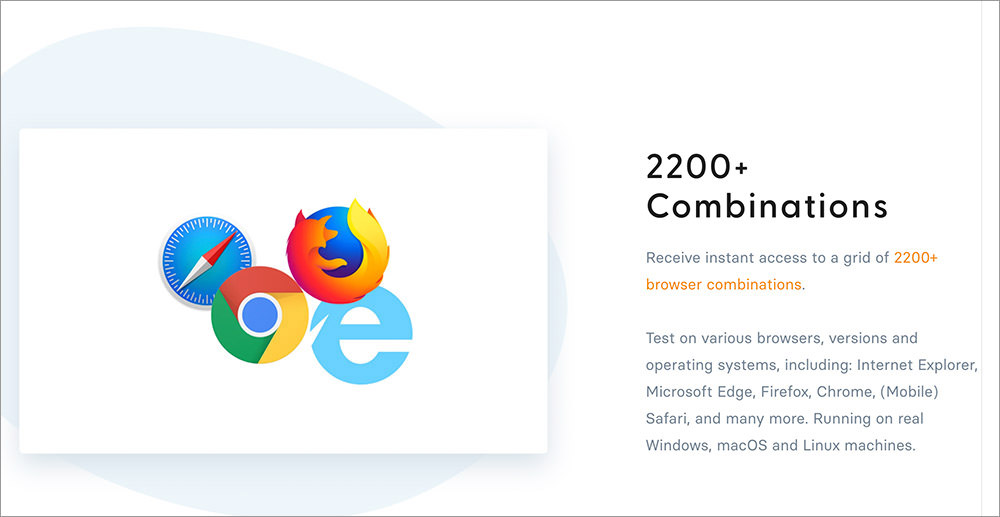 2200+
Combinations
Receive instant access to a grid of 2200+
browser combinations.
Test on various browsers, versions and
operating systems, including: Internet Explorer,
Microsoft Edge, Firefox, Chrome, (Mobile)
Safari, and many more. Running on real
Windows, macOS and Linux machines.